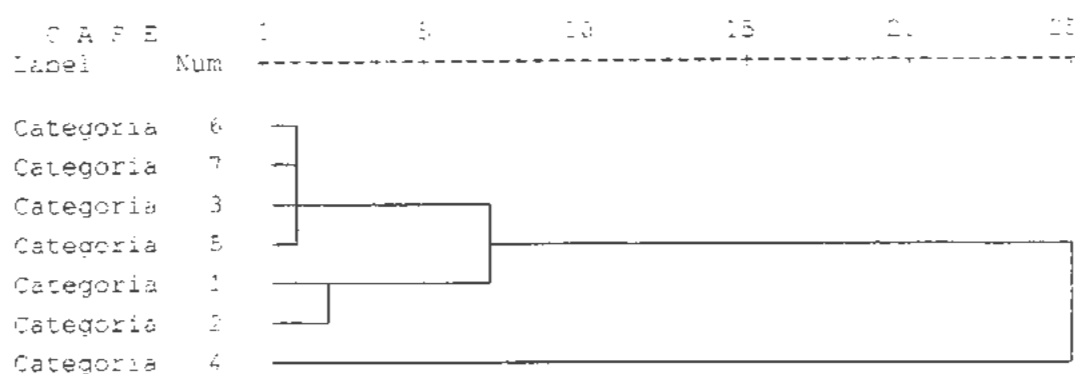 C A S E 1 5 10 15 20 25
Label Num
Categoria 6
Categoria 7
Categoria 3
Categoria 5
Categoria 1
Categoria 2
Categoria 4